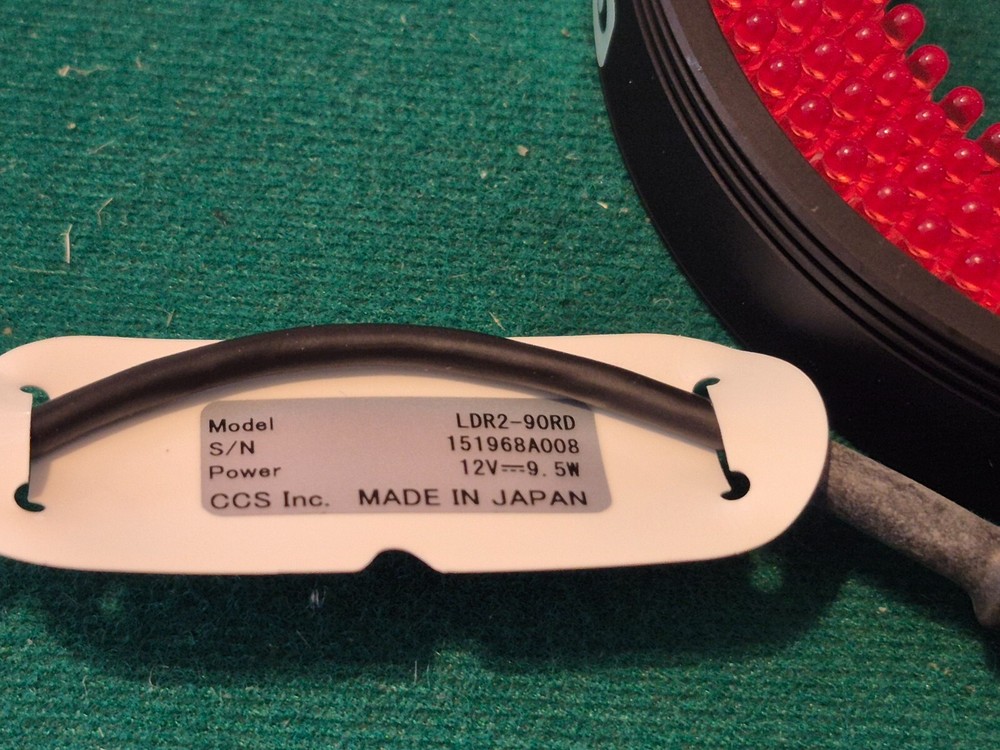 Model LDR2-90RD
S/N 151968A008
Power 12V⎓9.5W
CCS Inc. MADE IN JAPAN